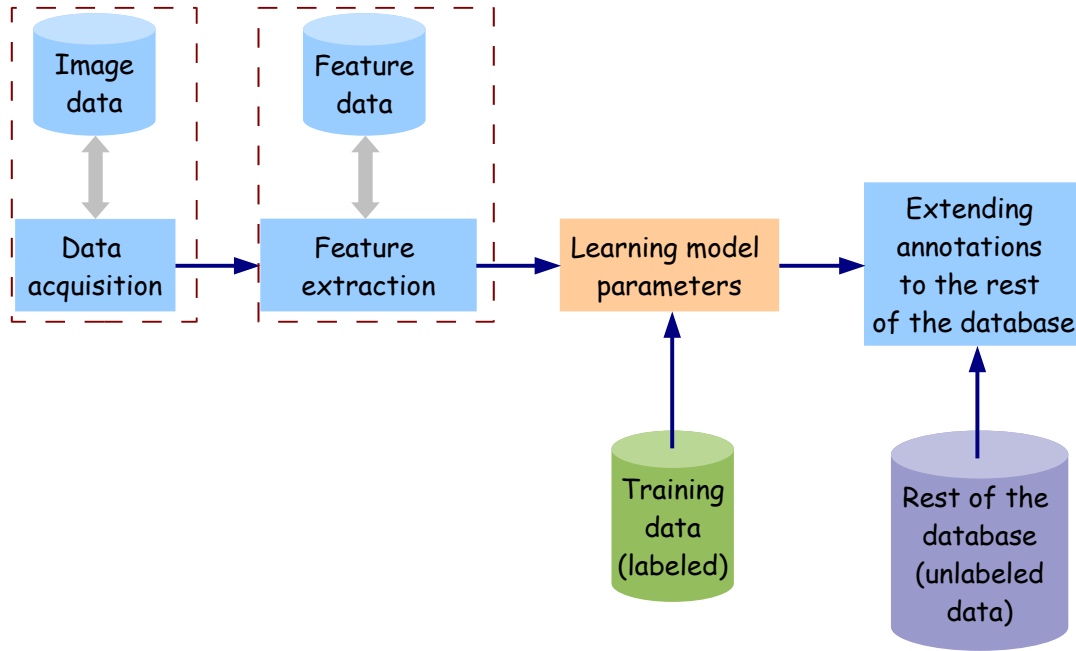 Image
data
Feature
data
Data
acquisition
Feature
extraction
Learning model
parameters
Extending
annotations
to the rest
of the database
Training
data
(labeled)
Rest of the
database
(unlabeled
data)